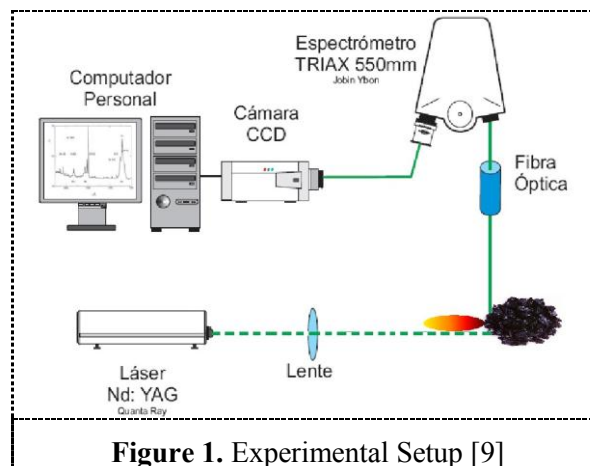 Espectrómetro
TRIAX 550mm
Jobin Ybon
Computador
Personal
Cámara
CCD
Fibra
Óptica
Láser
Nd: YAG
Quanta Ray
Lente
Figure 1. Experimental Setup [9]